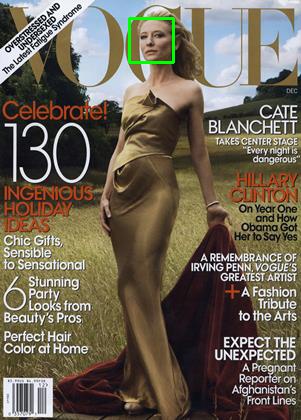 OVERSTRESSED AND
UNDERSEXED
The Latest Fatigue Syndrome
VOGUE
DEC
Celebrate!
130
INGENIOUS
HOLIDAY
IDEAS
Chic Gifts,
Sensible
to Sensational
6 Stunning
Party
Looks from
Beauty's Pros
Perfect Hair
Color at Home
CATE
BLANCHETT
TAKES CENTER STAGE
"Every night is
dangerous"
HILLARY
CLINTON
On Year One
and How
Obama Got
Her to Say Yes
A REMEMBRANCE OF
IRVING PENN, VOGUE'S
GREATEST ARTIST
+A Fashion
Tribute
to the Arts
EXPECT THE
UNEXPECTED
A Pregnant
Reporter on
Afghanistan's
Front Lines